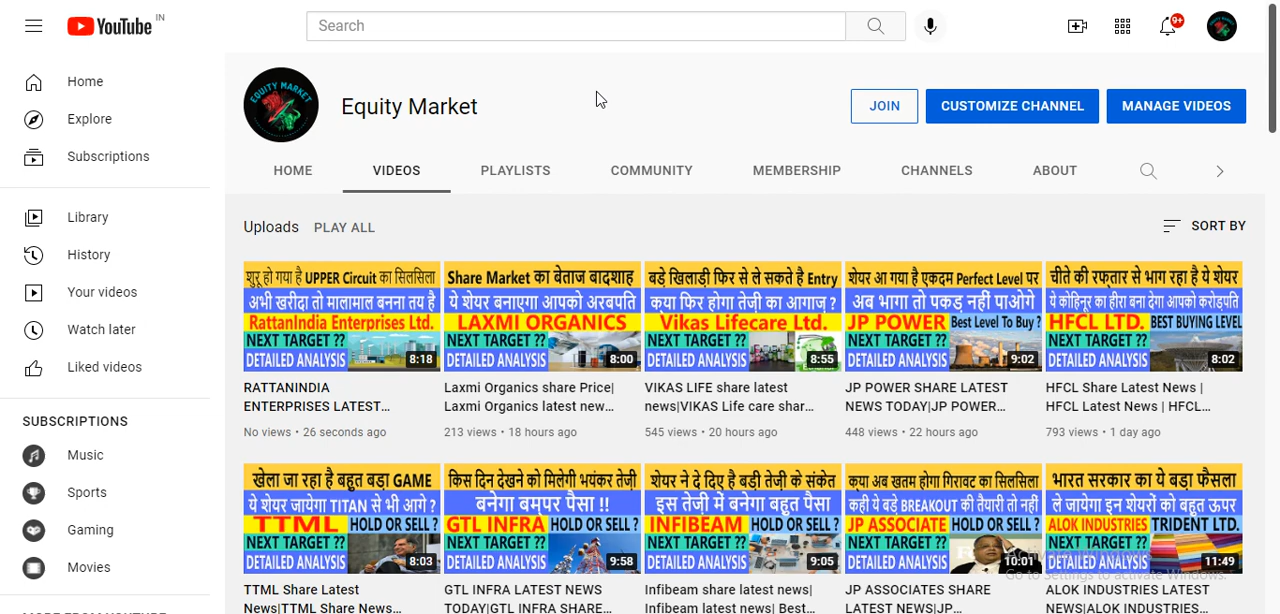 YouTube IN
Search
9+
Home
Explore
Subscriptions
Library
History
Your videos
Watch later
Liked videos
SUBSCRIPTIONS
Music
Sports
Gaming
Movies
MORE FROM YOUTUBE
EQUITY MARKET
Equity Market
JOIN
CUSTOMIZE CHANNEL
MANAGE VIDEOS
HOME
VIDEOS
PLAYLISTS
COMMUNITY
MEMBERSHIP
CHANNELS
ABOUT
Uploads
PLAY ALL
SORT BY
शुरू हो गया है UPPER Circuit का सिलसिला
अभी खरीदा तो मालामाल बनना तय है
RattanIndia Enterprises Ltd.
NEXT TARGET ??
DETAILED ANALYSIS
8:18
RATTANINDIA
ENTERPRISES LATEST...
No views • 26 seconds ago
Share Market का बेताज बादशाह
ये शेयर बनाएगा आपको अरबपति
LAXMI ORGANICS
NEXT TARGET ??
DETAILED ANALYSIS
8:00
Laxmi Organics share Price|
Laxmi Organics latest new...
213 views • 18 hours ago
बड़े खिलाड़ी फिर से ले सकते है Entry
कया फिर होगा तेजी का आगाज ?
Vikas Lifecare Ltd.
NEXT TARGET ??
DETAILED ANALYSIS
8:55
VIKAS LIFE share latest
news|VIKAS Life care shar...
545 views • 20 hours ago
शेयर आ गया है एकदम Perfect Level पर
अब भागा तो पकड़ नही पाओगे
JP POWER Best Level To Buy ?
NEXT TARGET ??
DETAILED ANALYSIS
9:02
JP POWER SHARE LATEST
NEWS TODAY|JP POWER...
448 views • 22 hours ago
चीते की रफ़्तार से भाग रहा है ये शेयर
ये कोहिनूर का हीरा बना देगा आपको करोड़पति
HFCL LTD. BEST BUYING LEVEL
NEXT TARGET ??
DETAILED ANALYSIS
8:02
HFCL Share Latest News |
HFCL Latest News | HFCL...
793 views • 1 day ago
खेला जा रहा है बहुत बड़ा GAME
ये शेयर जायेगा TITAN से भी आगे ?
TTML HOLD OR SELL ?
NEXT TARGET ??
DETAILED ANALYSIS
8:03
TTML Share Latest
News|TTML Share News...
किस दिन देखने को मिलेगी भयंकर तेज़ी
बनेगा बमपर पैसा !!
GTL INFRA HOLD OR SELL ?
NEXT TARGET ??
DETAILED ANALYSIS
9:58
GTL INFRA LATEST NEWS
TODAY|GTL INFRA SHARE...
शेयर ने दे दिए है बड़ी तेज़ी के संकेत
इस तेज़ी में बनेगा बहुत पैसा
INFIBEAM HOLD OR SELL ?
NEXT TARGET ??
DETAILED ANALYSIS
9:05
Infibeam share latest news|
Infibeam latest news| Best...
कया अब खतम होगा गिरावट का सिलसिला
कही ये बड़े BREAKOUT की तैयारी तो नहीं
JP ASSOCIATE HOLD OR SELL ?
NEXT TARGET ??
DETAILED ANALYSIS
10:01
JP ASSOCIATES SHARE
LATEST NEWS|JP...
भारत सरकार का ये बड़ा फैसला
ले जायेगा इन शेयरों को बहुत ऊपर
ALOK INDUSTRIES TRIDENT LTD.
NEXT TARGET ??
DETAILED ANALYSIS
11:49
ALOK INDUSTRIES LATEST
NEWS|ALOK INDUSTRIES...
Go to Settings to activate Windows.